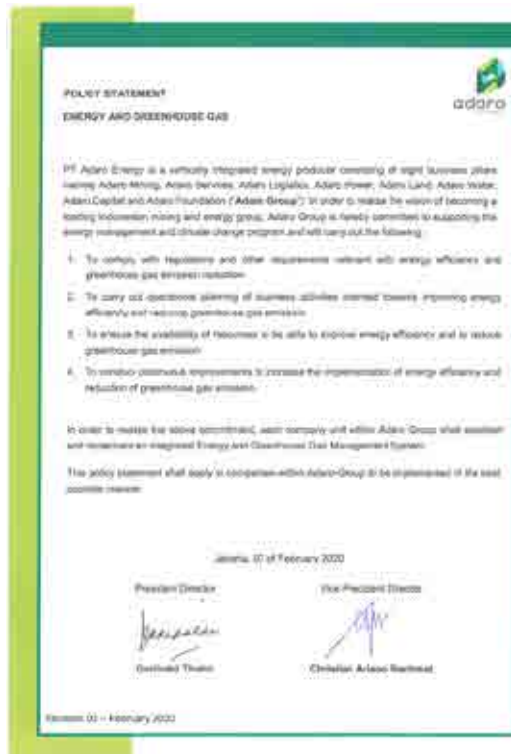 adaro
POLICY STATEMENT
ENERGY AND GREENHOUSE GAS
PT Adaro Energy is a vertically integrated energy producer consisting of eight business pillars
namely Adaro Mining, Adaro Services, Adaro Logistics, Adaro Power, Adaro Land, Adaro Water,
Adaro Capital and Adaro Foundation ("Adaro Group"). In order to realize the vision of becoming a
leading Indonesian mining and energy group, Adaro Group is hereby committed to supporting the
energy management and climate change program and will carry out the following:
1. To comply with regulations and other requirements relevant with energy efficiency and
greenhouse gas emission reduction
2. To carry out operational planning of business activities oriented towards improving energy
efficiency and reducing greenhouse gas emission
3. To ensure the availability of resources to be able to improve energy efficiency and to reduce
greenhouse gas emission
4. To conduct continuous improvements to increase the implementation of energy efficiency and
reduction of greenhouse gas emission.
In order to realize the above commitment, each company unit within Adaro Group shall establish
and implement an Integrated Energy and Greenhouse Gas Management System.
This policy statement shall apply to companies within Adaro Group to be implemented in the best
possible manner.
Jakarta, 07 of February 2020
President Director
Vice President Director
Garibaldi Thohir
Christian Ariano Rachmat
Revision 02 – February 2020